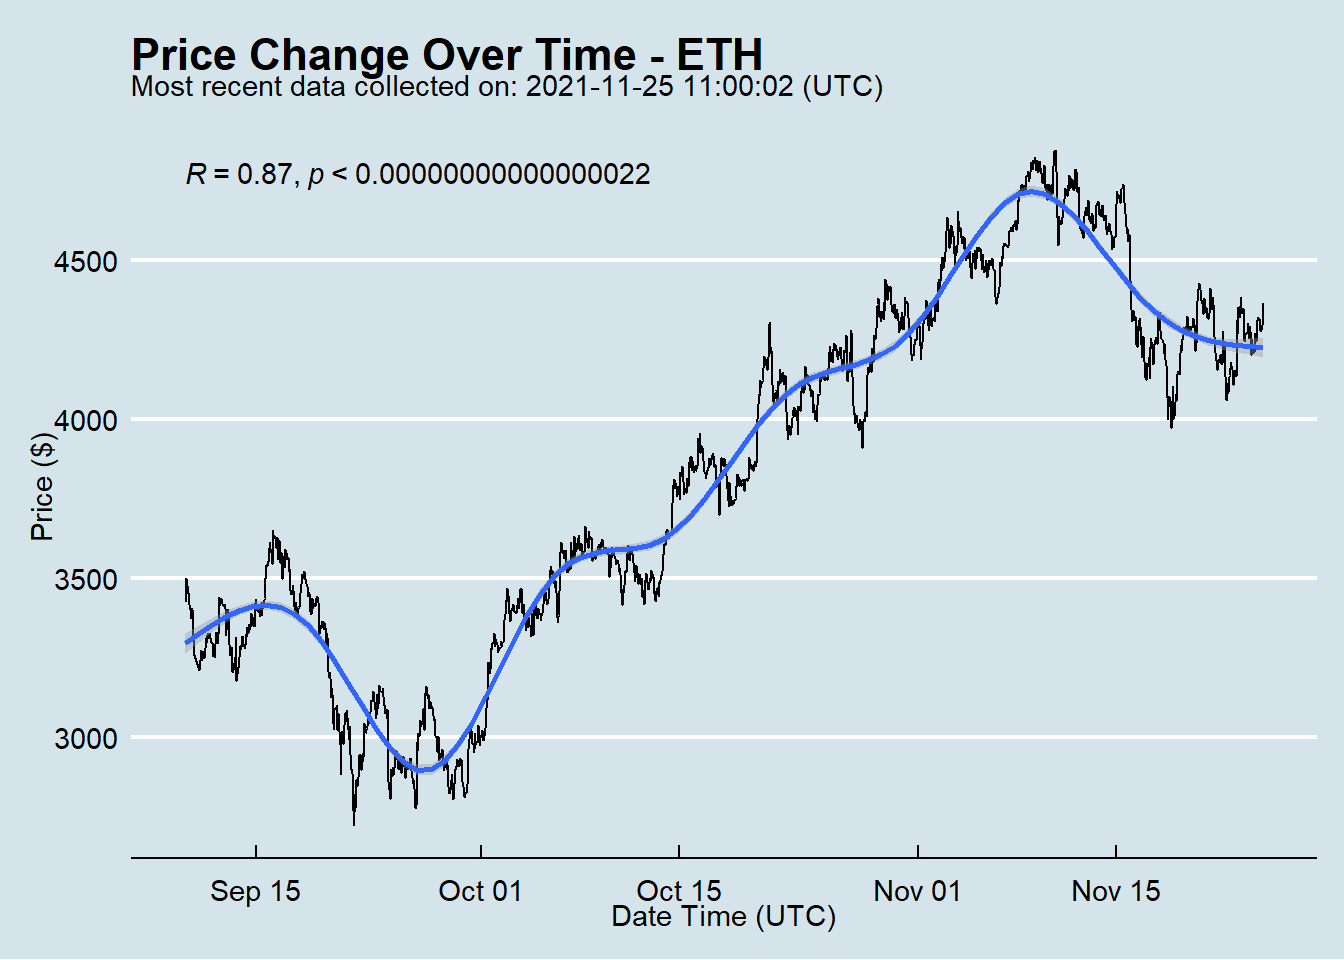 Price Change Over Time - ETH
Most recent data collected on: 2021-11-25 11:00:02 (UTC)
R = 0.87, p < 0.00000000000000022
4500
4000
3500
3000
Price ($)
Sep 15 Oct 01 Oct 15 Nov 01 Nov 15
Date Time (UTC)